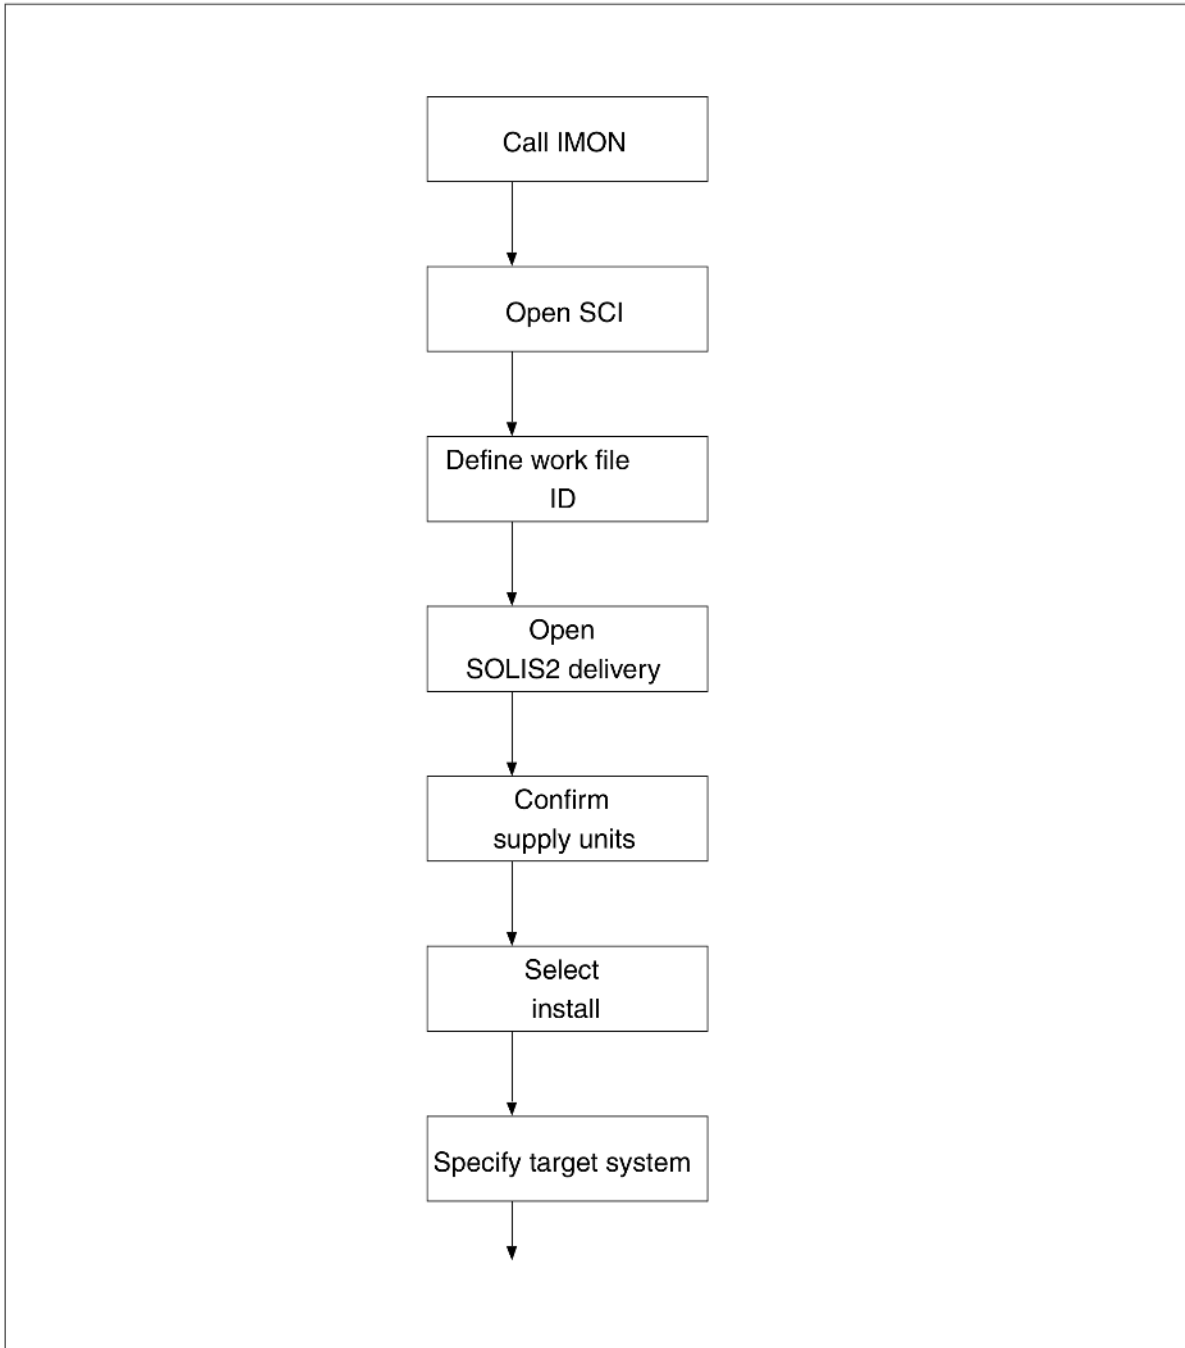 Call IMON
Open SCI
Define work file
ID
Open
SOLIS2 delivery
Confirm
supply units
Select
install
Specify target system